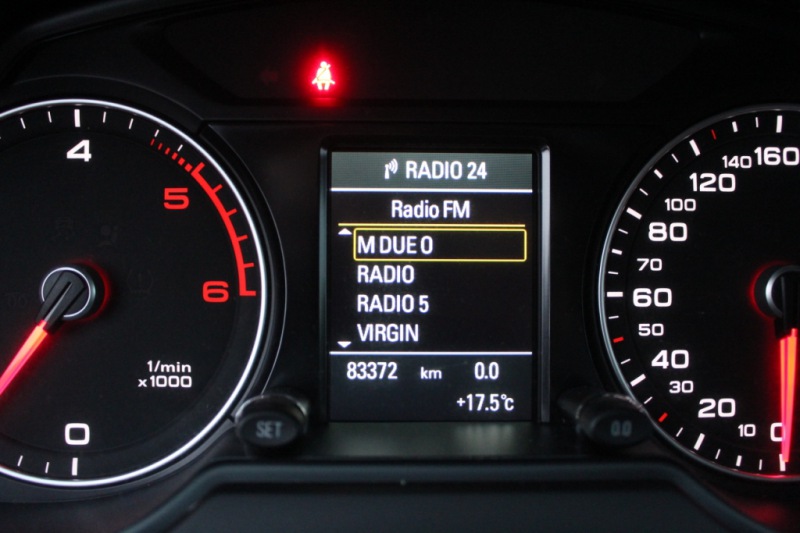 RADIO 24
Radio FM
M DUE O
RADIO
RADIO 5
VIRGIN
83372 km 0.0
+17.5°c
4
5
6
1/min
x1000
0
SET
160
140
120
100
80
70
60
50
40
30
20
10
0
0.0